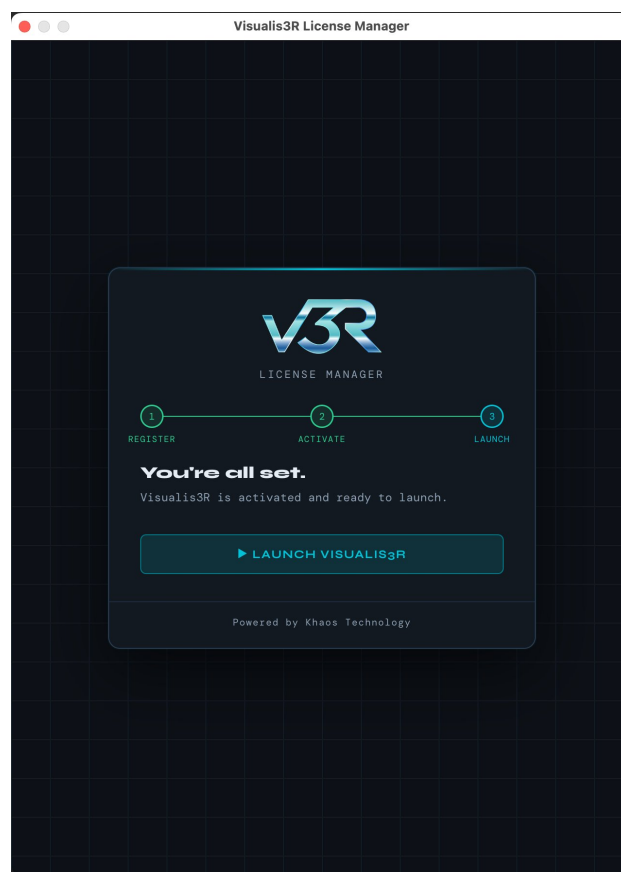 Visualis3R License Manager
V3R
LICENSE MANAGER
1 2 3
REGISTER ACTIVATE LAUNCH
You're all set.
Visualis3R is activated and ready to launch.
▶ LAUNCH VISUALIS3R
Powered by Khaos Technology